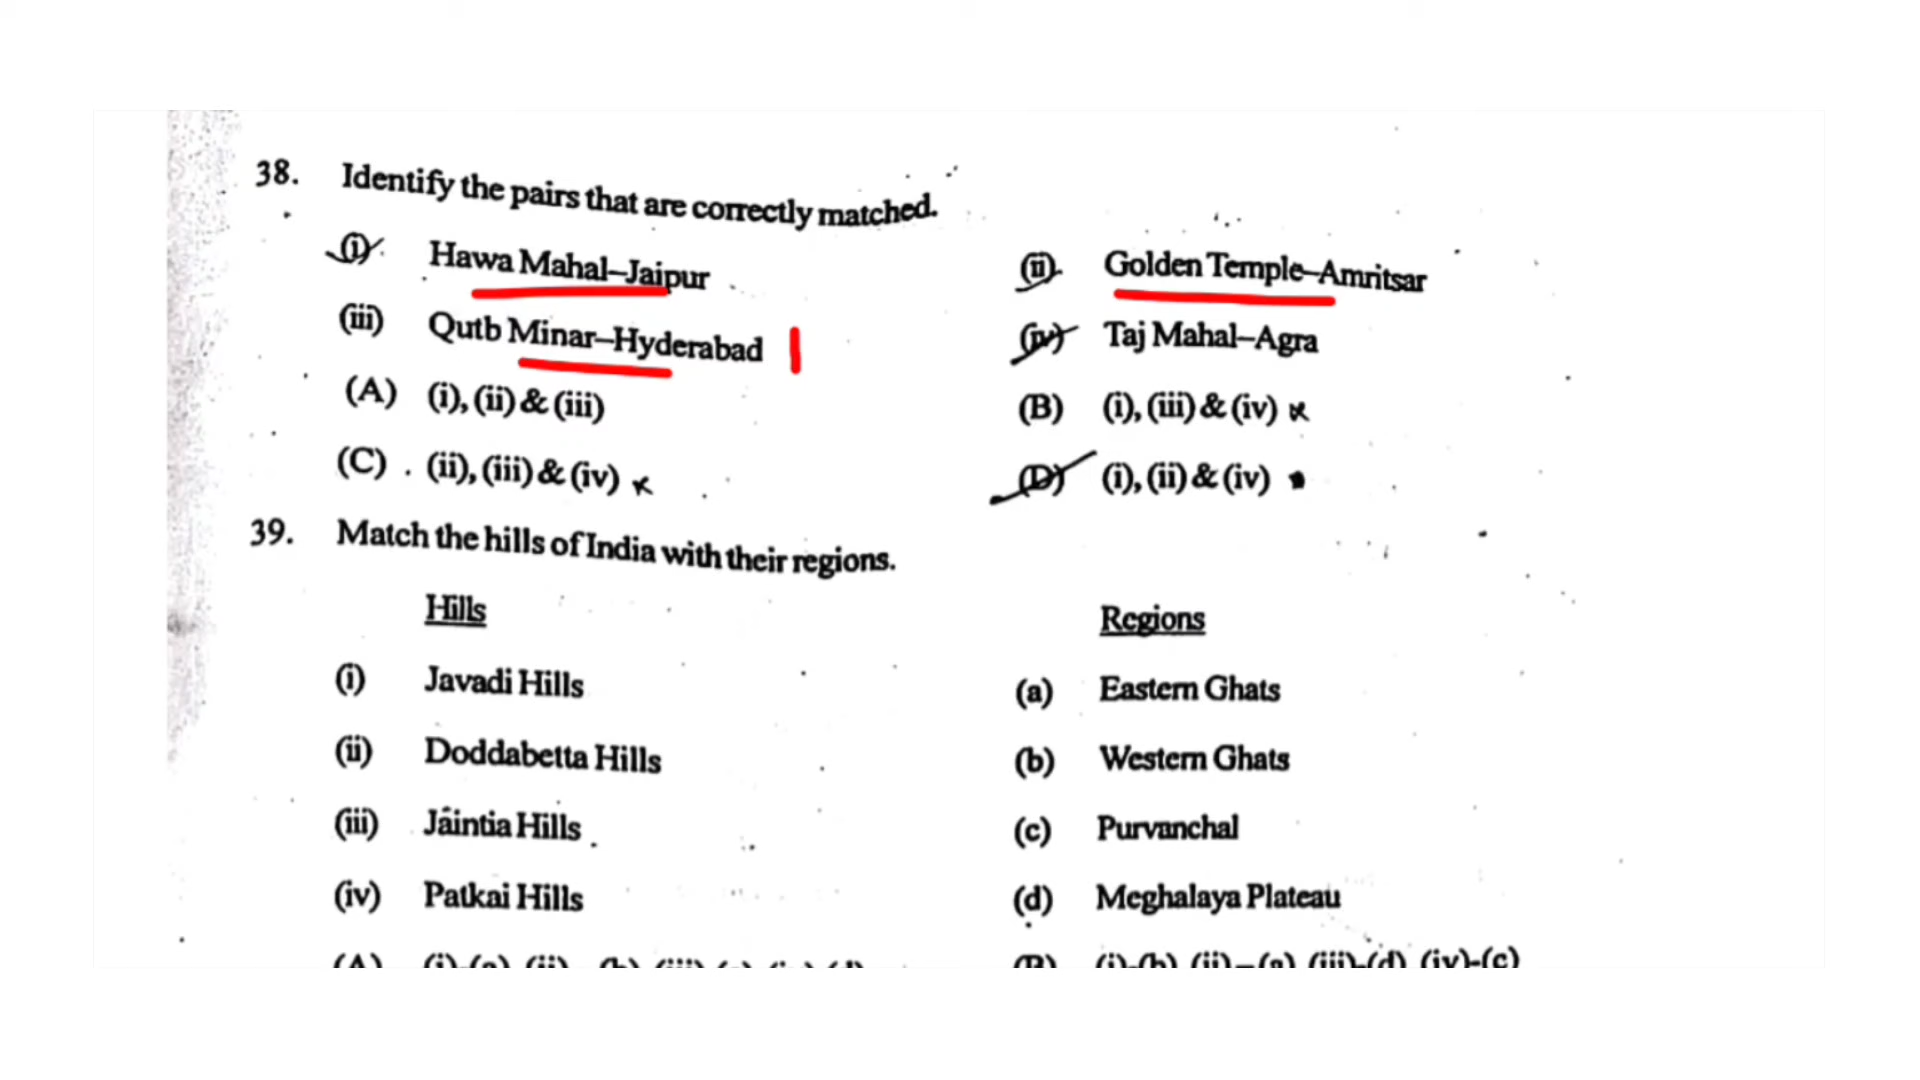 38. Identify the pairs that are correctly matched.
(i) Hawa Mahal–Jaipur (ii) Golden Temple–Amritsar
(iii) Qutb Minar–Hyderabad (iv) Taj Mahal–Agra
(A) (i), (ii) & (iii) (B) (i), (iii) & (iv)
(C) (ii), (iii) & (iv) (D) (i), (ii) & (iv)
39. Match the hills of India with their regions.
Hills Regions
(i) Javadi Hills (a) Eastern Ghats
(ii) Doddabetta Hills (b) Western Ghats
(iii) Jaintia Hills (c) Purvanchal
(iv) Patkai Hills (d) Meghalaya Plateau
(B) (i)-(b), (ii)–(a), (iii)-(d), (iv)-(c)